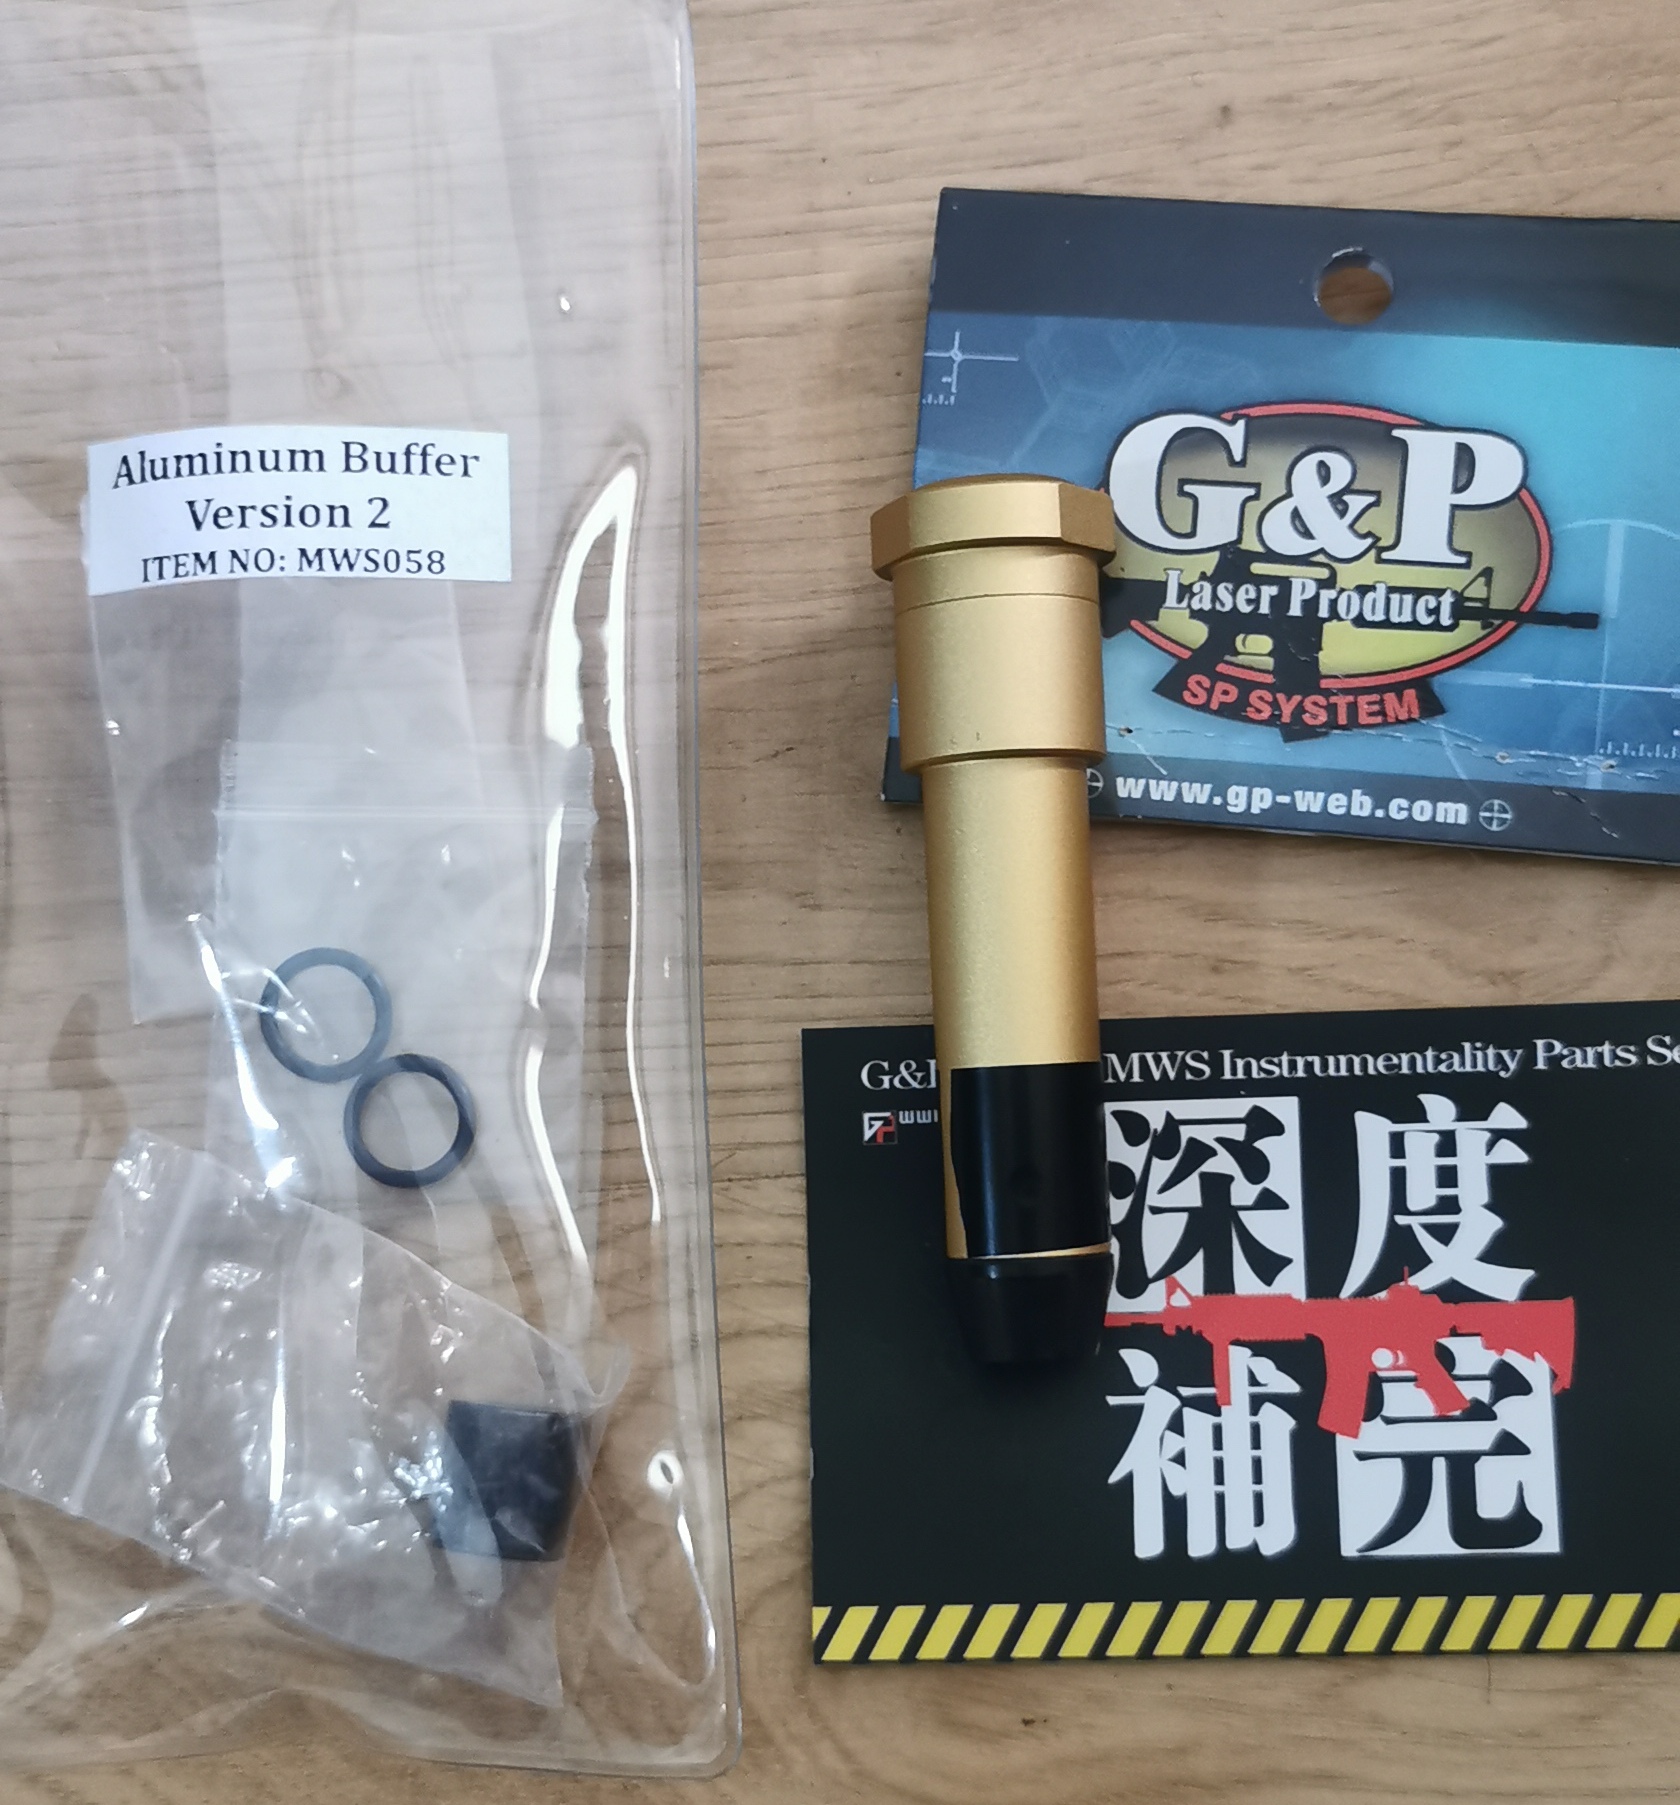 Aluminum Buffer
Version 2
ITEM NO: MWS058
G&P
Laser Product
SP SYSTEM
www.gp-web.com
MWS Instrumentality Parts
深度
補完